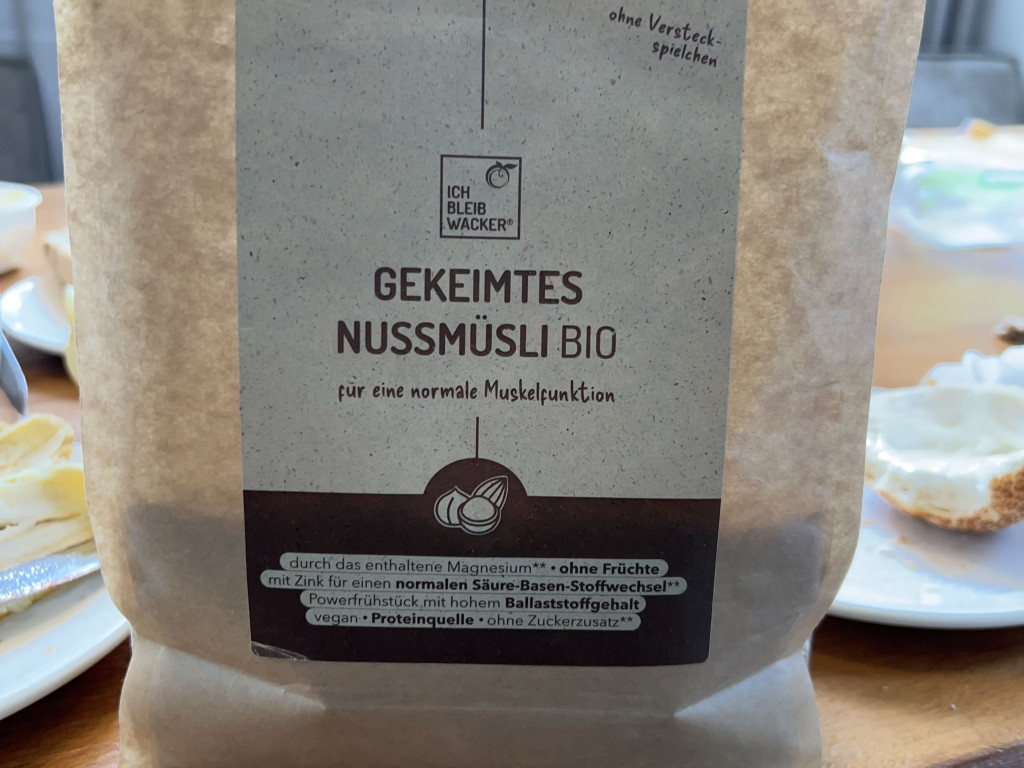 ohne Versteck-
spielchen
ICH
BLEIB
WACKER®
GEKEIMTES
NUSSMÜSLI BIO
für eine normale Muskelfunktion
durch das enthaltene Magnesium** • ohne Früchte
mit Zink für einen normalen Säure-Basen-Stoffwechsel**
Powerfrühstück mit hohem Ballaststoffgehalt
vegan • Proteinquelle • ohne Zuckerzusatz**